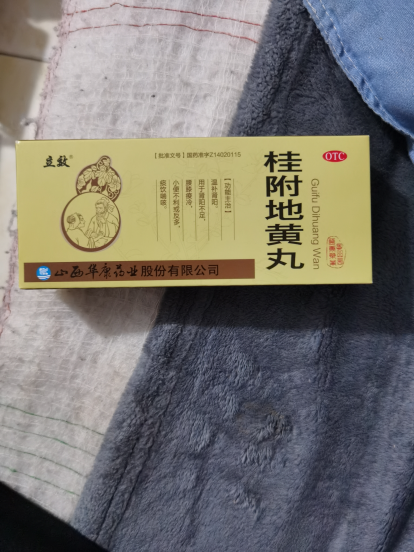 立效®
【批准文号】国药准字Z14020115
OTC
桂附地黄丸
Guifu Dihuang Wan
【功能主治】
温补肾阳。
用于肾阳不足,
腰膝痠冷,
小便不利或反多,
痰饮喘咳。
山西华康药业股份有限公司